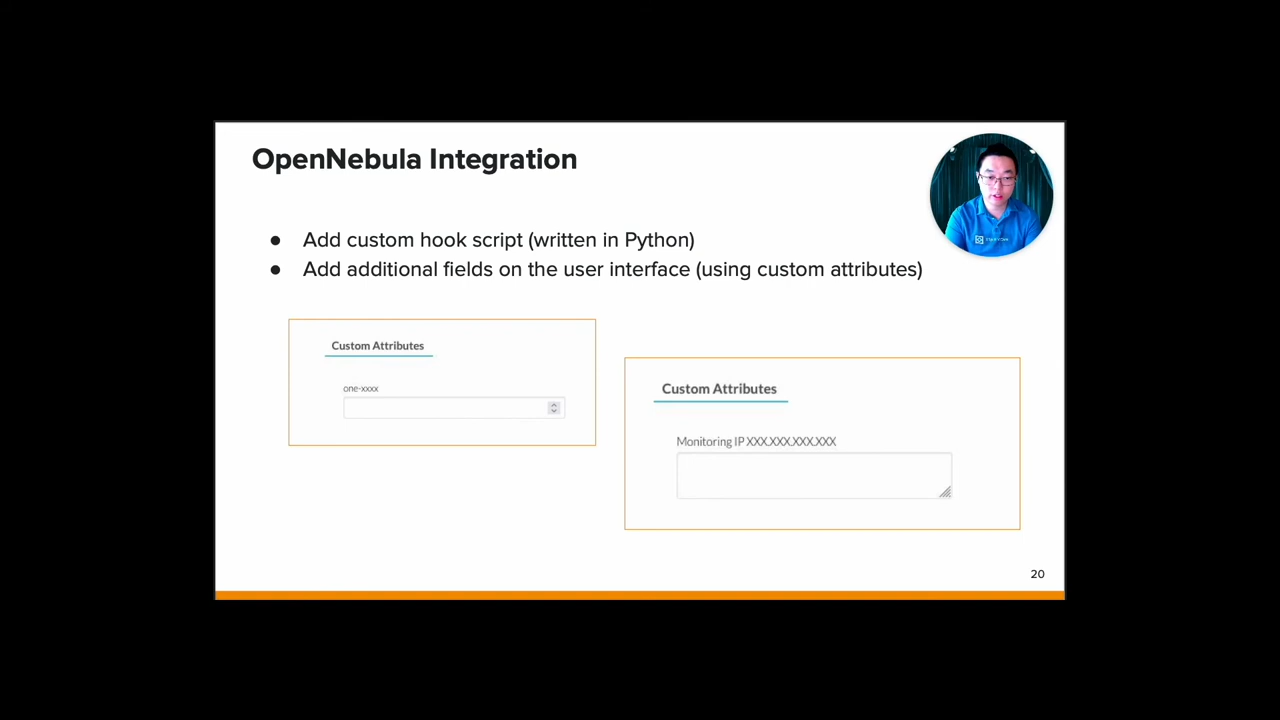 OpenNebula Integration
● Add custom hook script (written in Python)
● Add additional fields on the user interface (using custom attributes)
Custom Attributes
one-xxxx
Custom Attributes
Monitoring IP XXX.XXX.XXX.XXX
20